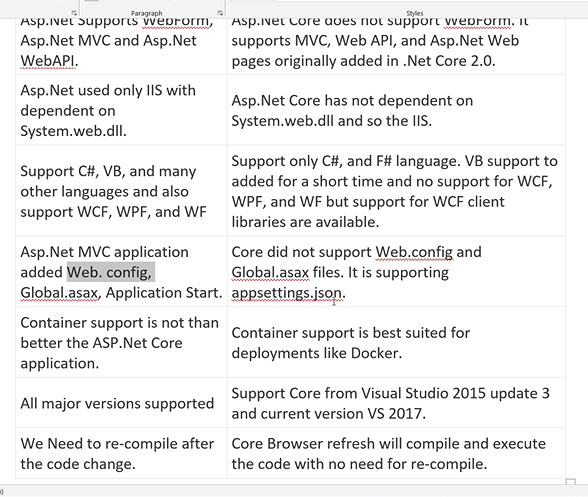 Paragraph
Styles
Asp.Net Supports WebForm,
Asp.Net MVC and Asp.Net
WebAPI.
Asp.Net Core does not support WebForm. It
supports MVC, Web API, and Asp.Net Web
pages originally added in .Net Core 2.0.
Asp.Net used only IIS with
dependent on
System.web.dll.
Asp.Net Core has not dependent on
System.web.dll and so the IIS.
Support C#, VB, and many
other languages and also
support WCF, WPF, and WF
Support only C#, and F# language. VB support to
added for a short time and no support for WCF,
WPF, and WF but support for WCF client
libraries are available.
Asp.Net MVC application
added Web. config,
Global.asax, Application Start.
Core did not support Web.config and
Global.asax files. It is supporting
appsettings.json.
Container support is not than
better the ASP.Net Core
application.
Container support is best suited for
deployments like Docker.
All major versions supported
Support Core from Visual Studio 2015 update 3
and current version VS 2017.
We Need to re-compile after
the code change.
Core Browser refresh will compile and execute
the code with no need for re-compile.